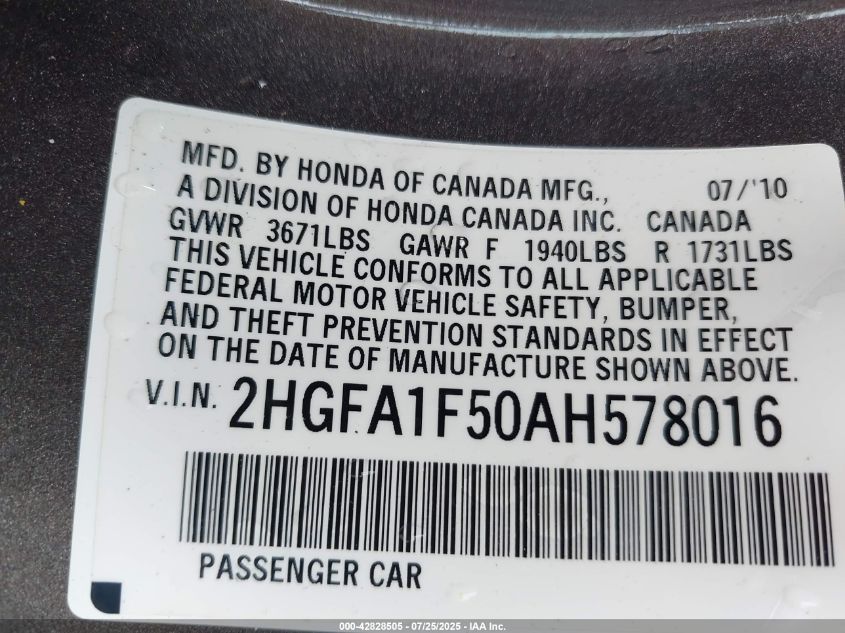 MFD. BY HONDA OF CANADA MFG., 07/'10
A DIVISION OF HONDA CANADA INC. CANADA
GVWR 3671LBS GAWR F 1940LBS R 1731LBS
THIS VEHICLE CONFORMS TO ALL APPLICABLE
FEDERAL MOTOR VEHICLE SAFETY, BUMPER,
AND THEFT PREVENTION STANDARDS IN EFFECT
ON THE DATE OF MANUFACTURE SHOWN ABOVE.
V.I.N. 2HGFA1F50AH578016
PASSENGER CAR
000-42828505 - 07/25/2025 - IAA Inc.